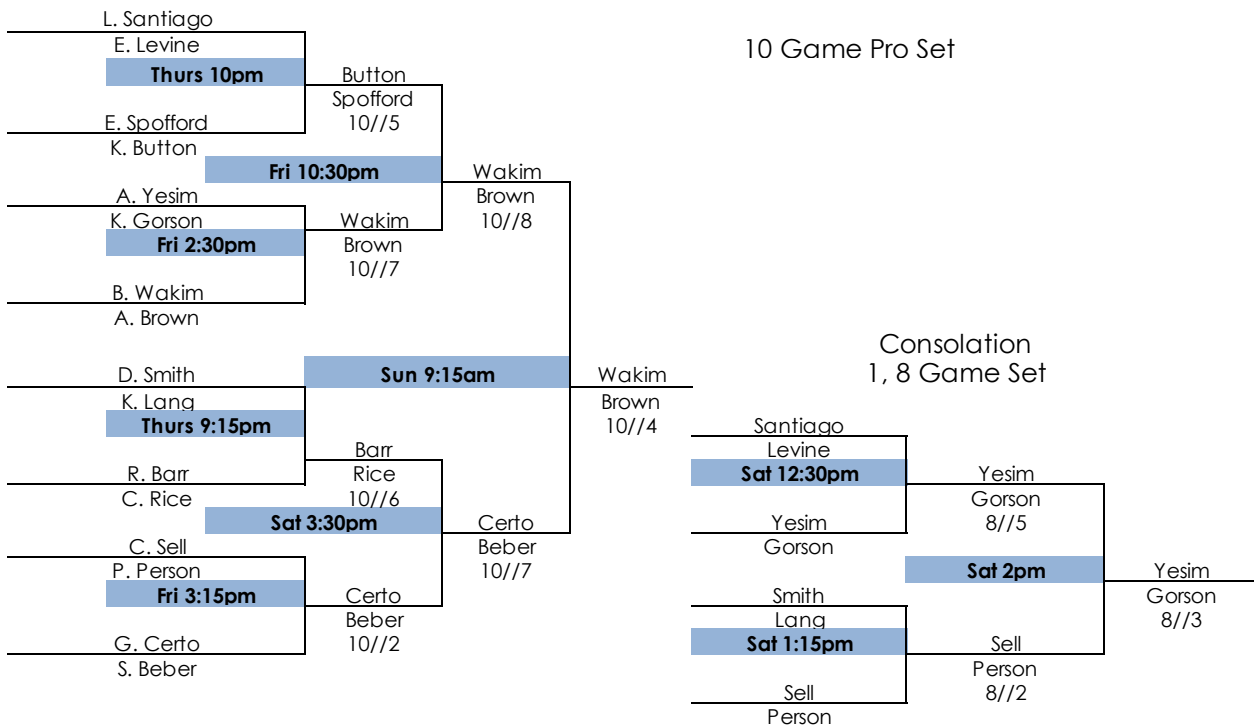 L. Santiago
E. Levine
Thurs 10pm
E. Spofford
K. Button
Button
Spofford
10//5
Fri 10:30pm
A. Yesim
K. Gorson
Fri 2:30pm
B. Wakim
A. Brown
Wakim
Brown
10//7
Wakim
Brown
10//8
Sun 9:15am
D. Smith
K. Lang
Thurs 9:15pm
R. Barr
C. Rice
Barr
Rice
10//6
Sat 3:30pm
C. Sell
P. Person
Fri 3:15pm
G. Certo
S. Beber
Certo
Beber
10//2
Certo
Beber
10//7
Wakim
Brown
10//4
10 Game Pro Set
Consolation
1, 8 Game Set
Santiago
Levine
Sat 12:30pm
Yesim
Gorson
Yesim
Gorson
8//5
Sat 2pm
Smith
Lang
Sat 1:15pm
Sell
Person
Sell
Person
8//2
Yesim
Gorson
8//3